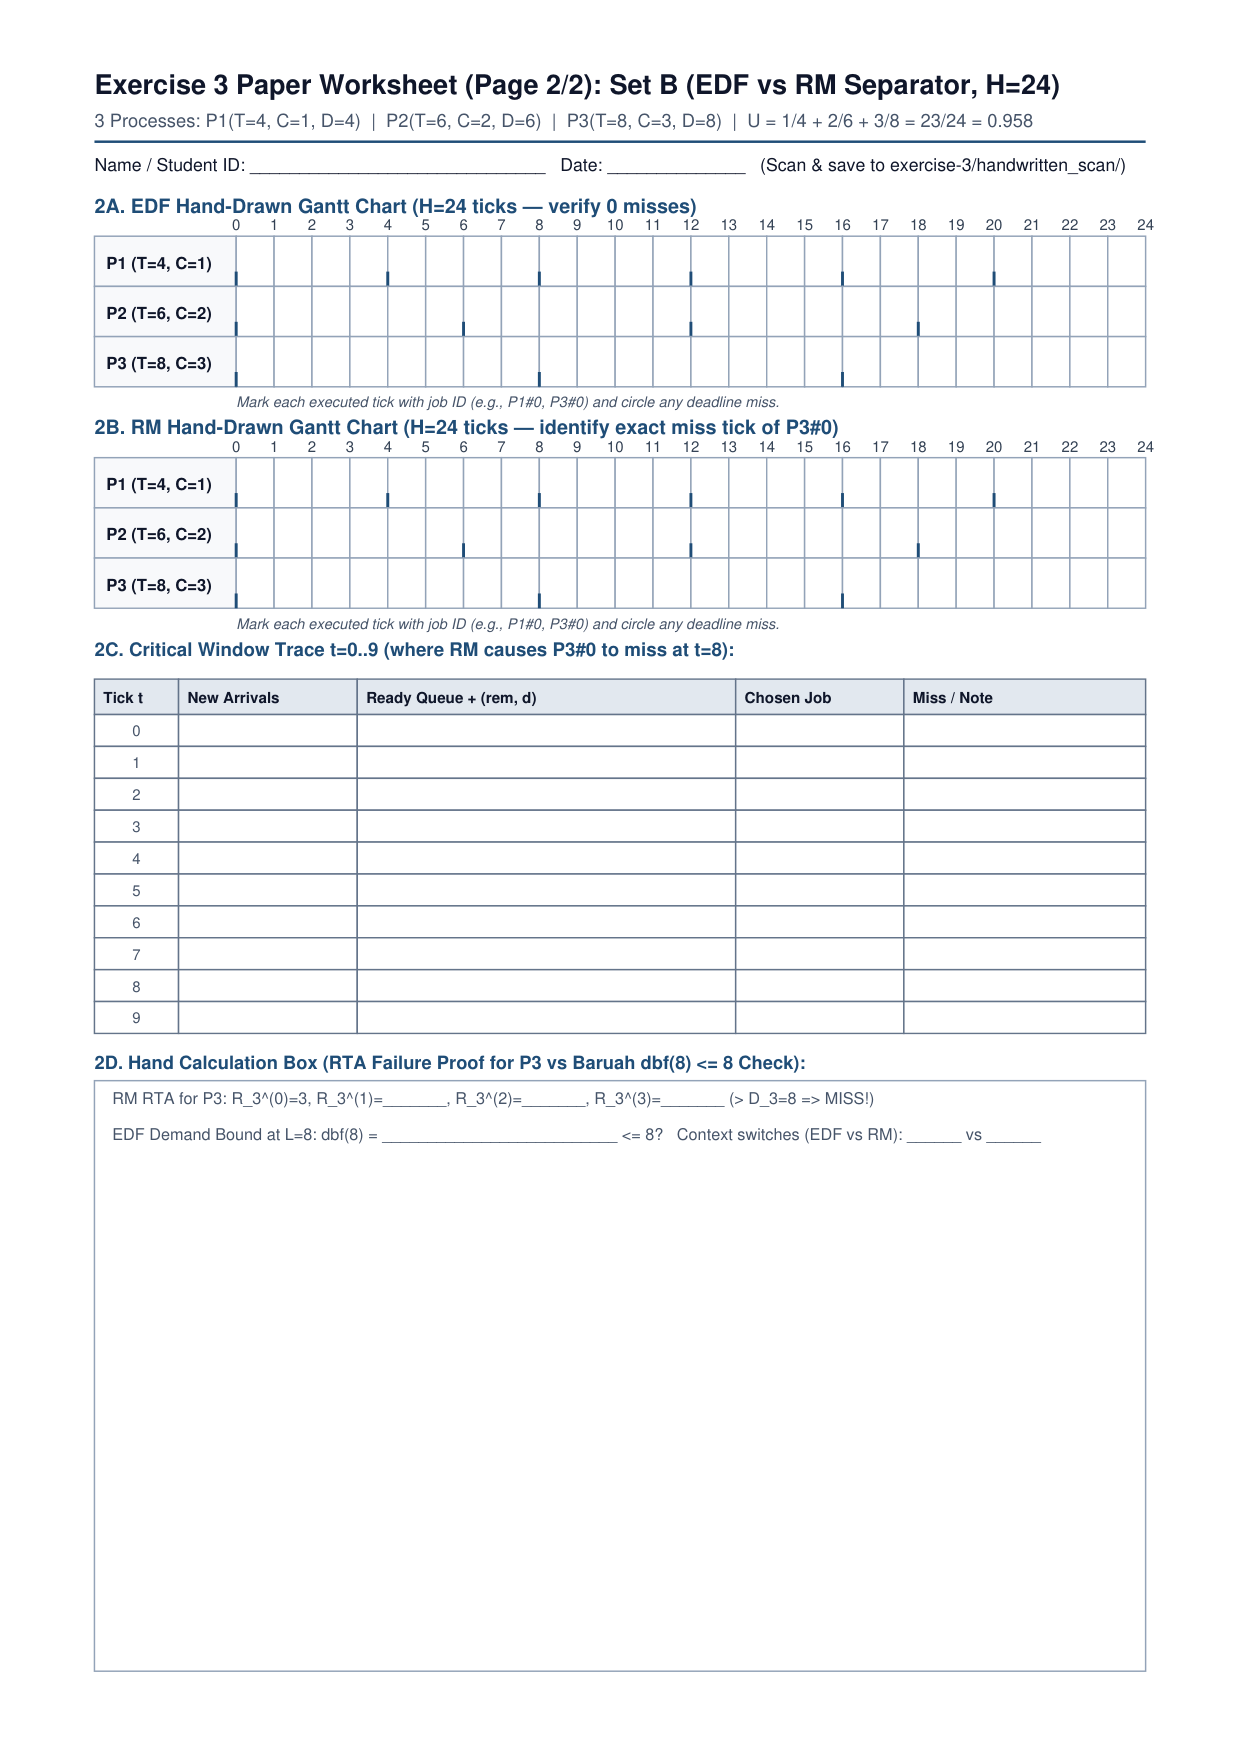 Exercise 3 Paper Worksheet (Page 2/2): Set B (EDF vs RM Separator, H=24)
3 Processes: P1(T=4, C=1, D=4) | P2(T=6, C=2, D=6) | P3(T=8, C=3, D=8) | U = 1/4 + 2/6 + 3/8 = 23/24 = 0.958
Name / Student ID: ______________________________ Date: ______________ (Scan & save to exercise-3/handwritten_scan/)
2A. EDF Hand-Drawn Gantt Chart (H=24 ticks — verify 0 misses)
0 1 2 3 4 5 6 7 8 9 10 11 12 13 14 15 16 17 18 19 20 21 22 23 24
P1 (T=4, C=1)
P2 (T=6, C=2)
P3 (T=8, C=3)
Mark each executed tick with job ID (e.g., P1#0, P3#0) and circle any deadline miss.
2B. RM Hand-Drawn Gantt Chart (H=24 ticks — identify exact miss tick of P3#0)
0 1 2 3 4 5 6 7 8 9 10 11 12 13 14 15 16 17 18 19 20 21 22 23 24
P1 (T=4, C=1)
P2 (T=6, C=2)
P3 (T=8, C=3)
Mark each executed tick with job ID (e.g., P1#0, P3#0) and circle any deadline miss.
2C. Critical Window Trace t=0..9 (where RM causes P3#0 to miss at t=8):
Tick t New Arrivals Ready Queue + (rem, d) Chosen Job Miss / Note
0
1
2
3
4
5
6
7
8
9
2D. Hand Calculation Box (RTA Failure Proof for P3 vs Baruah dbf(8) <= 8 Check):
RM RTA for P3: R_3^(0)=3, R_3^(1)=_______, R_3^(2)=_______, R_3^(3)=_______ (> D_3=8 => MISS!)
EDF Demand Bound at L=8: dbf(8) = __________________________ <= 8? Context switches (EDF vs RM): ______ vs ______